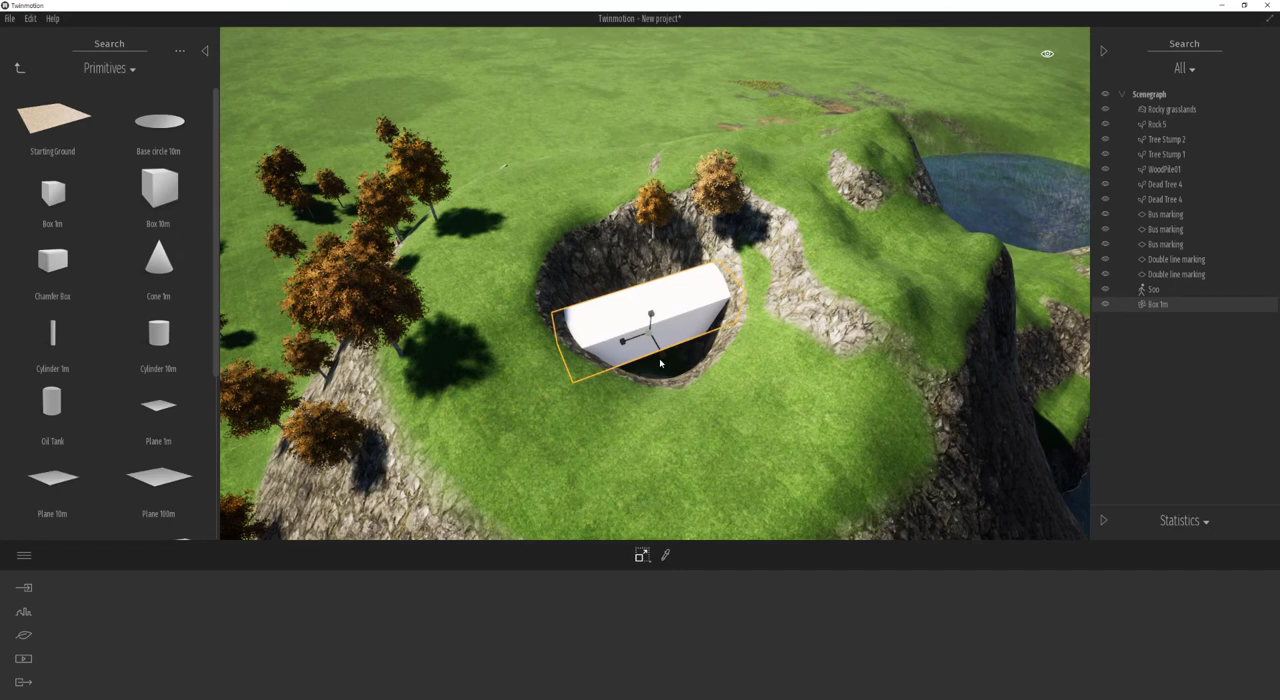 Twinmotion
File Edit Help
Twinmotion - New project*
Search
...
Primitives
Starting Ground
Base circle 10m
Box 1m
Box 10m
Chamfer Box
Cone 1m
Cylinder 1m
Cylinder 10m
Oil Tank
Plane 1m
Plane 10m
Plane 100m
Search
All
Scenegraph
Rocky grasslands
Rock 5
Tree Stump 2
Tree Stump 1
WoodPile01
Dead Tree 4
Dead Tree 4
Bus marking
Bus marking
Bus marking
Double line marking
Double line marking
Soo
Box 1m
Statistics